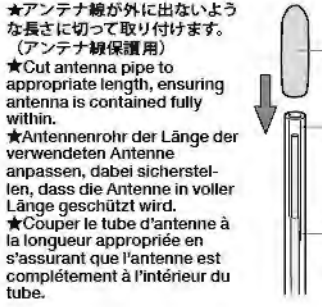 ★アンテナ線が外に出ないよう
な長さに切って取り付けます。
（アンテナ線保護用）
★Cut antenna pipe to
appropriate length, ensuring
antenna is contained fully
within.
★Antennenrohr der Länge der
verwendeten Antenne
anpassen, dabei sicherstel-
len, dass die Antenne in voller
Länge geschützt wird.
★Couper le tube d'antenne à
la longueur appropriée en
s'assurant que l'antenne est
complétement à l'intérieur du
tube.